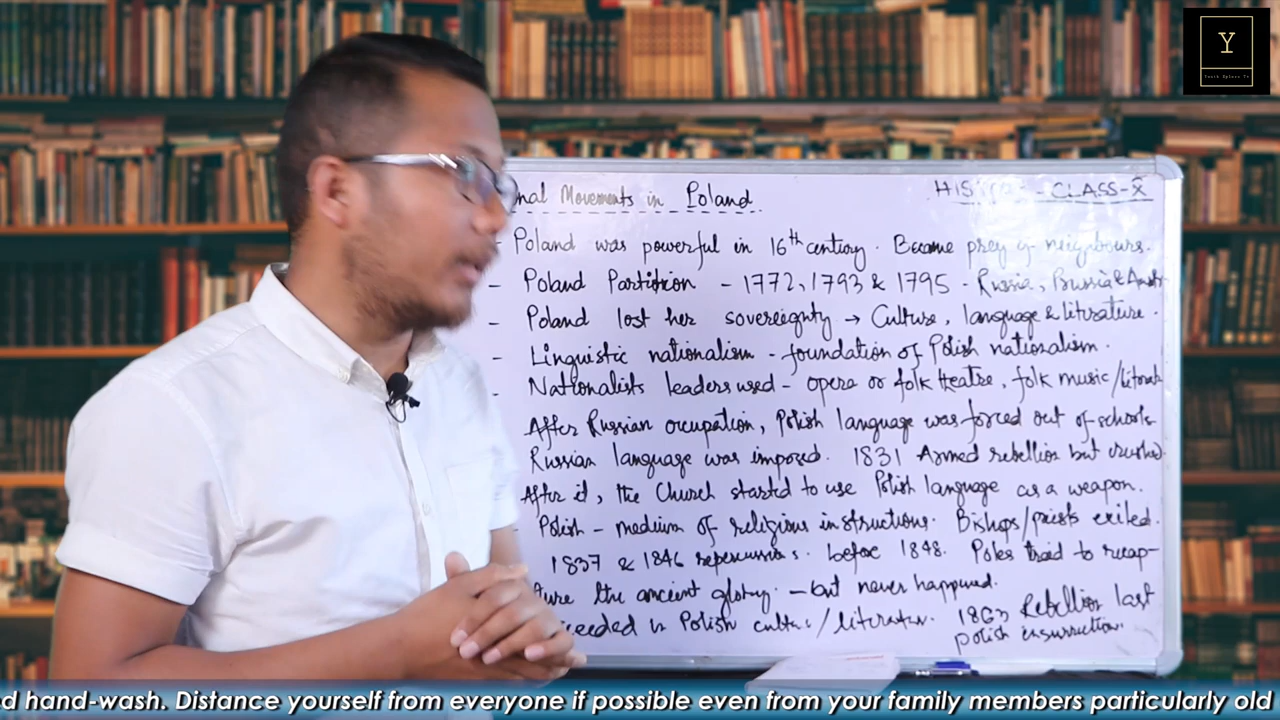 Y
nal Movements in Poland
HIS CLASS-X
- Poland was powerful in 16th century. Became prey of neighbours.
- Poland Partition - 1772, 1793 & 1795 - Russia, Prussia &
- Poland lost her sovereignty → Culture, language & literature.
- Linguistic nationalism - foundation of Polish nationalism.
- Nationalists leaders used - opera or folk theatre, folk music /
After Russian occupation, Polish language was forced out of schools
Russian language was imposed. 1831 Armed rebellion but crushed.
After it, the Church started to use Polish language as a weapon.
Polish - medium of religious instructions. Bishops/priests exiled.
1837 & 1846 repercussions. before 1848. Poles tried to recap-
ture the ancient glory. - but never happened.
ceeded in Polish culture/literature. 1863 Rebellion last
polish insurrection.
d hand-wash. Distance yourself from everyone if possible even from your family members particularly old